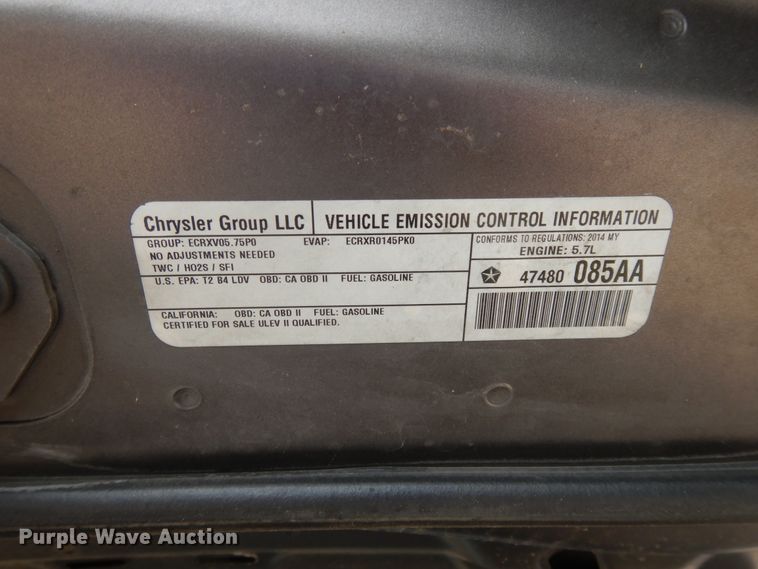 Chrysler Group LLC
VEHICLE EMISSION CONTROL INFORMATION
GROUP: ECRXV05.75P0 EVAP: ECRXR0145PK0
NO ADJUSTMENTS NEEDED
TWC / HO2S / SFI
CONFORMS TO REGULATIONS: 2014 MY
ENGINE: 5.7L
47480 085AA
U.S. EPA: T2 B4 LDV OBD: CA OBD II FUEL: GASOLINE
CALIFORNIA: OBD: CA OBD II FUEL: GASOLINE
CERTIFIED FOR SALE ULEV II QUALIFIED.
Purple Wave Auction